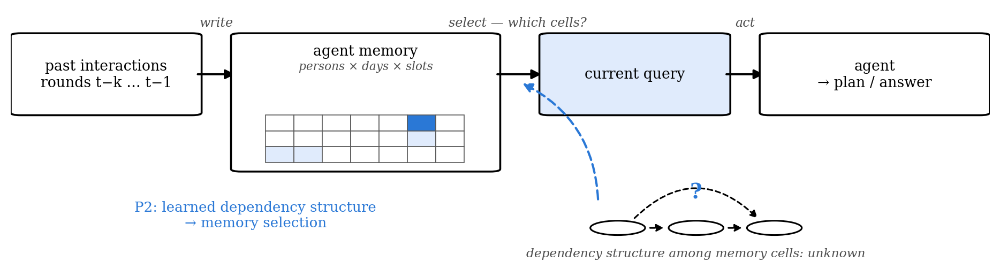 write
select — which cells?
act
past interactions
rounds t−k … t−1
agent memory
persons × days × slots
current query
agent
→ plan / answer
?
P2: learned dependency structure
→ memory selection
dependency structure among memory cells: unknown